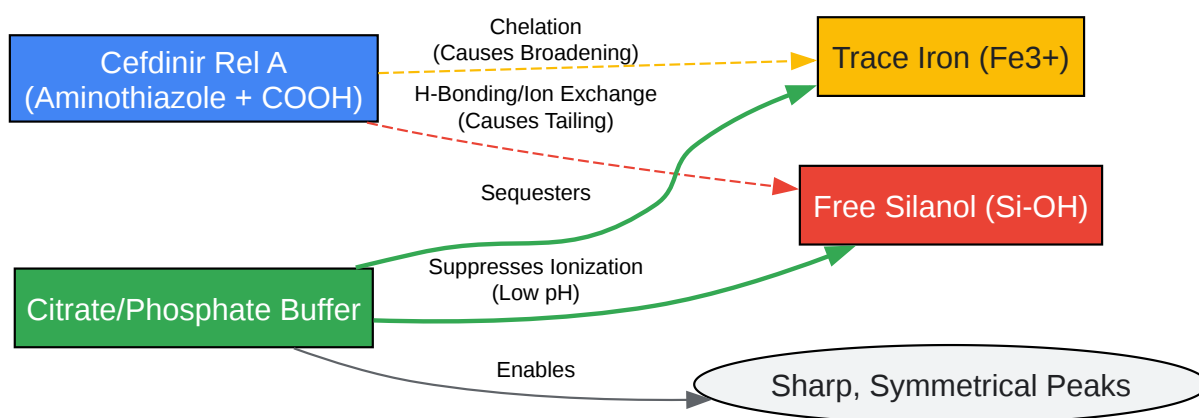 Cefdinir Rel A
(Aminothiazole + COOH)
Chelation
(Causes Broadening)
Trace Iron (Fe3+)
H-Bonding/Ion Exchange
(Causes Tailing)
Free Silanol (Si-OH)
Sequesters
Citrate/Phosphate Buffer
Suppresses Ionization
(Low pH)
Enables
Sharp, Symmetrical Peaks